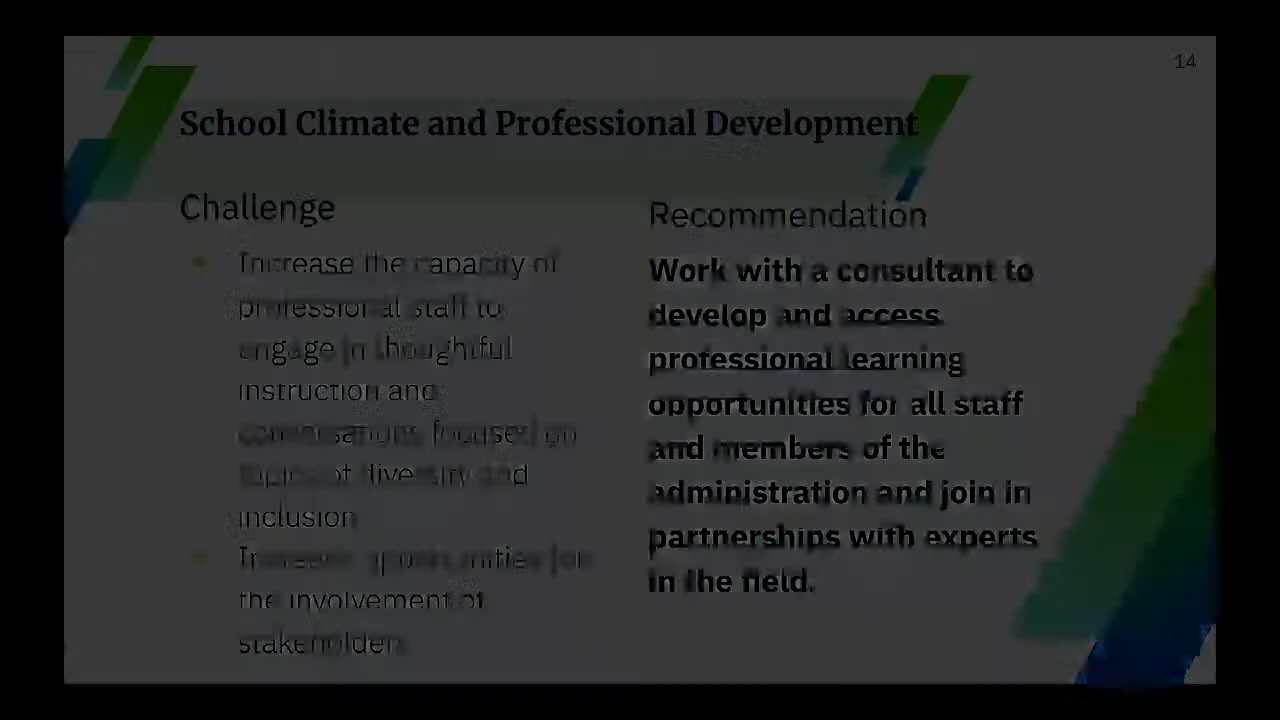 14
School Climate and Professional Development
Challenge
Increase the capacity of
professional staff to
engage in thoughtful
instruction and
conversations focused on
topics of diversity and
inclusion
Increase opportunities for
the involvement of
stakeholders
Recommendation
Work with a consultant to
develop and access
professional learning
opportunities for all staff
and members of the
administration and join in
partnerships with experts
in the field.